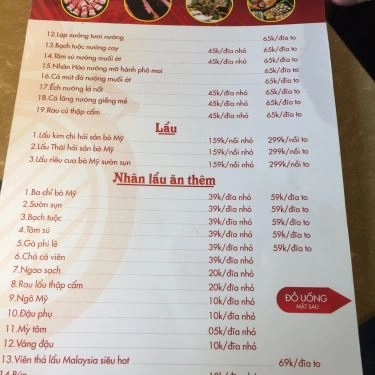 12.Lạp xưởng tươi nướng 65k/đĩa to
13.Bạch tuộc nướng cay 45k/đĩa nhỏ 65k/đĩa to
14.Tôm sú nướng muối ớt 45k/đĩa nhỏ 65k/đĩa to
15.Nhân Hào nướng mỡ hành phô mai 65k/đĩa to
16.Cá mút đá nướng muối ớt 65k/đĩa to
17.Ếch nướng lá nốt 45k/đĩa nhỏ 65k/đĩa to
18.Cá lăng nướng giềng mẻ 45k/đĩa nhỏ 65k/đĩa to
19.Rau củ thập cẩm 45k/đĩa nhỏ 65k/đĩa to
Lẩu
1.Lẩu kim chi hải sản bò Mỹ 159k/nồi nhỏ 299k/nồi to
2.Lẩu Thái hải sản bò Mỹ 159k/nồi nhỏ 299k/nồi to
3.Lẩu riêu cua bò Mỹ sườn sụn 159k/nồi nhỏ 299k/nồi to
Nhân lẩu ăn thêm
1.Ba chỉ bò Mỹ 39k/đĩa nhỏ 59k/đĩa to
2.Sườn sụn 39k/đĩa nhỏ 59k/đĩa to
3.Bạch tuộc 39k/đĩa nhỏ 59k/đĩa to
4.Tôm sú 39k/đĩa nhỏ 59k/đĩa to
5.Gà phi lê 39k/đĩa nhỏ 59k/đĩa to
6.Chả cá viên 39k/đĩa nhỏ
7.Ngao sạch 20k/đĩa nhỏ
8.Rau lẩu thập cẩm 20k/đĩa nhỏ
9.Ngô Mỹ 10k/đĩa nhỏ
10.Đậu phụ 10k/đĩa nhỏ
11.Mỳ tôm 05k/đĩa nhỏ
12.Váng đậu 10k/đĩa nhỏ
13.Viên thả lẩu Malaysia siêu hot 69k/đĩa to
14.Bún
ĐỒ UỐNG
MẶT SAU